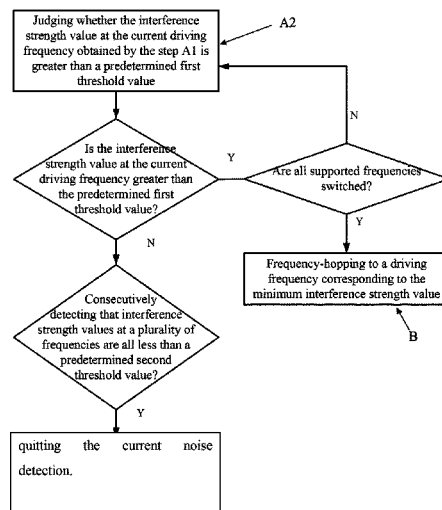 Judging whether the interference
strength value at the current driving
frequency obtained by the step A1 is
greater than a predetermined first
threshold value
A2
N
Is the interference
strength value at the current
driving frequency greater than
the predetermined first
threshold value?
Y
Are all supported frequencies
switched?
N
Y
Consecutively
detecting that interference
strength values at a plurality of
frequencies are all less than a
predetermined second
threshold value?
Frequency-hopping to a driving
frequency corresponding to the
minimum interference strength value
B
Y
quitting the current noise
detection.